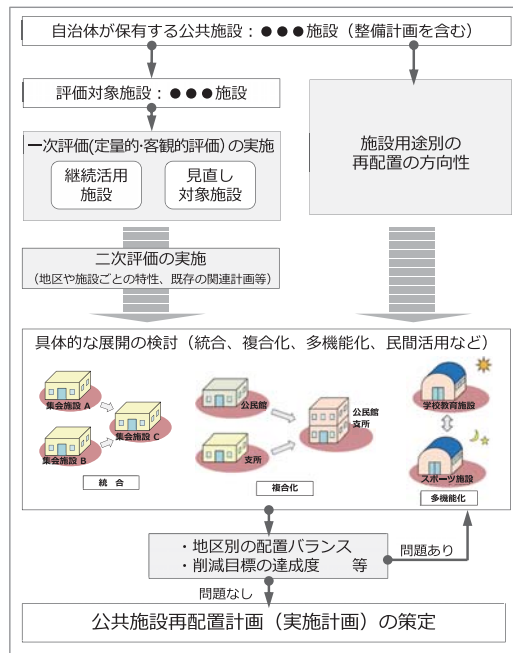 自治体が保有する公共施設：●●●施設（整備計画を含む）
評価対象施設：●●●施設
一次評価(定量的･客観的評価)の実施
継続活用
施設
見直し
対象施設
施設用途別の
再配置の方向性
二次評価の実施
（地区や施設ごとの特性、既存の関連計画等）
具体的な展開の検討（統合、複合化、多機能化、民間活用など）
集会施設 A
集会施設 B
集会施設 C
統　合
公民館
支所
公民館
支所
複合化
学校教育施設
スポーツ施設
多機能化
・地区別の配置バランス
・削減目標の達成度　　等
問題あり
問題なし
公共施設再配置計画（実施計画）の策定